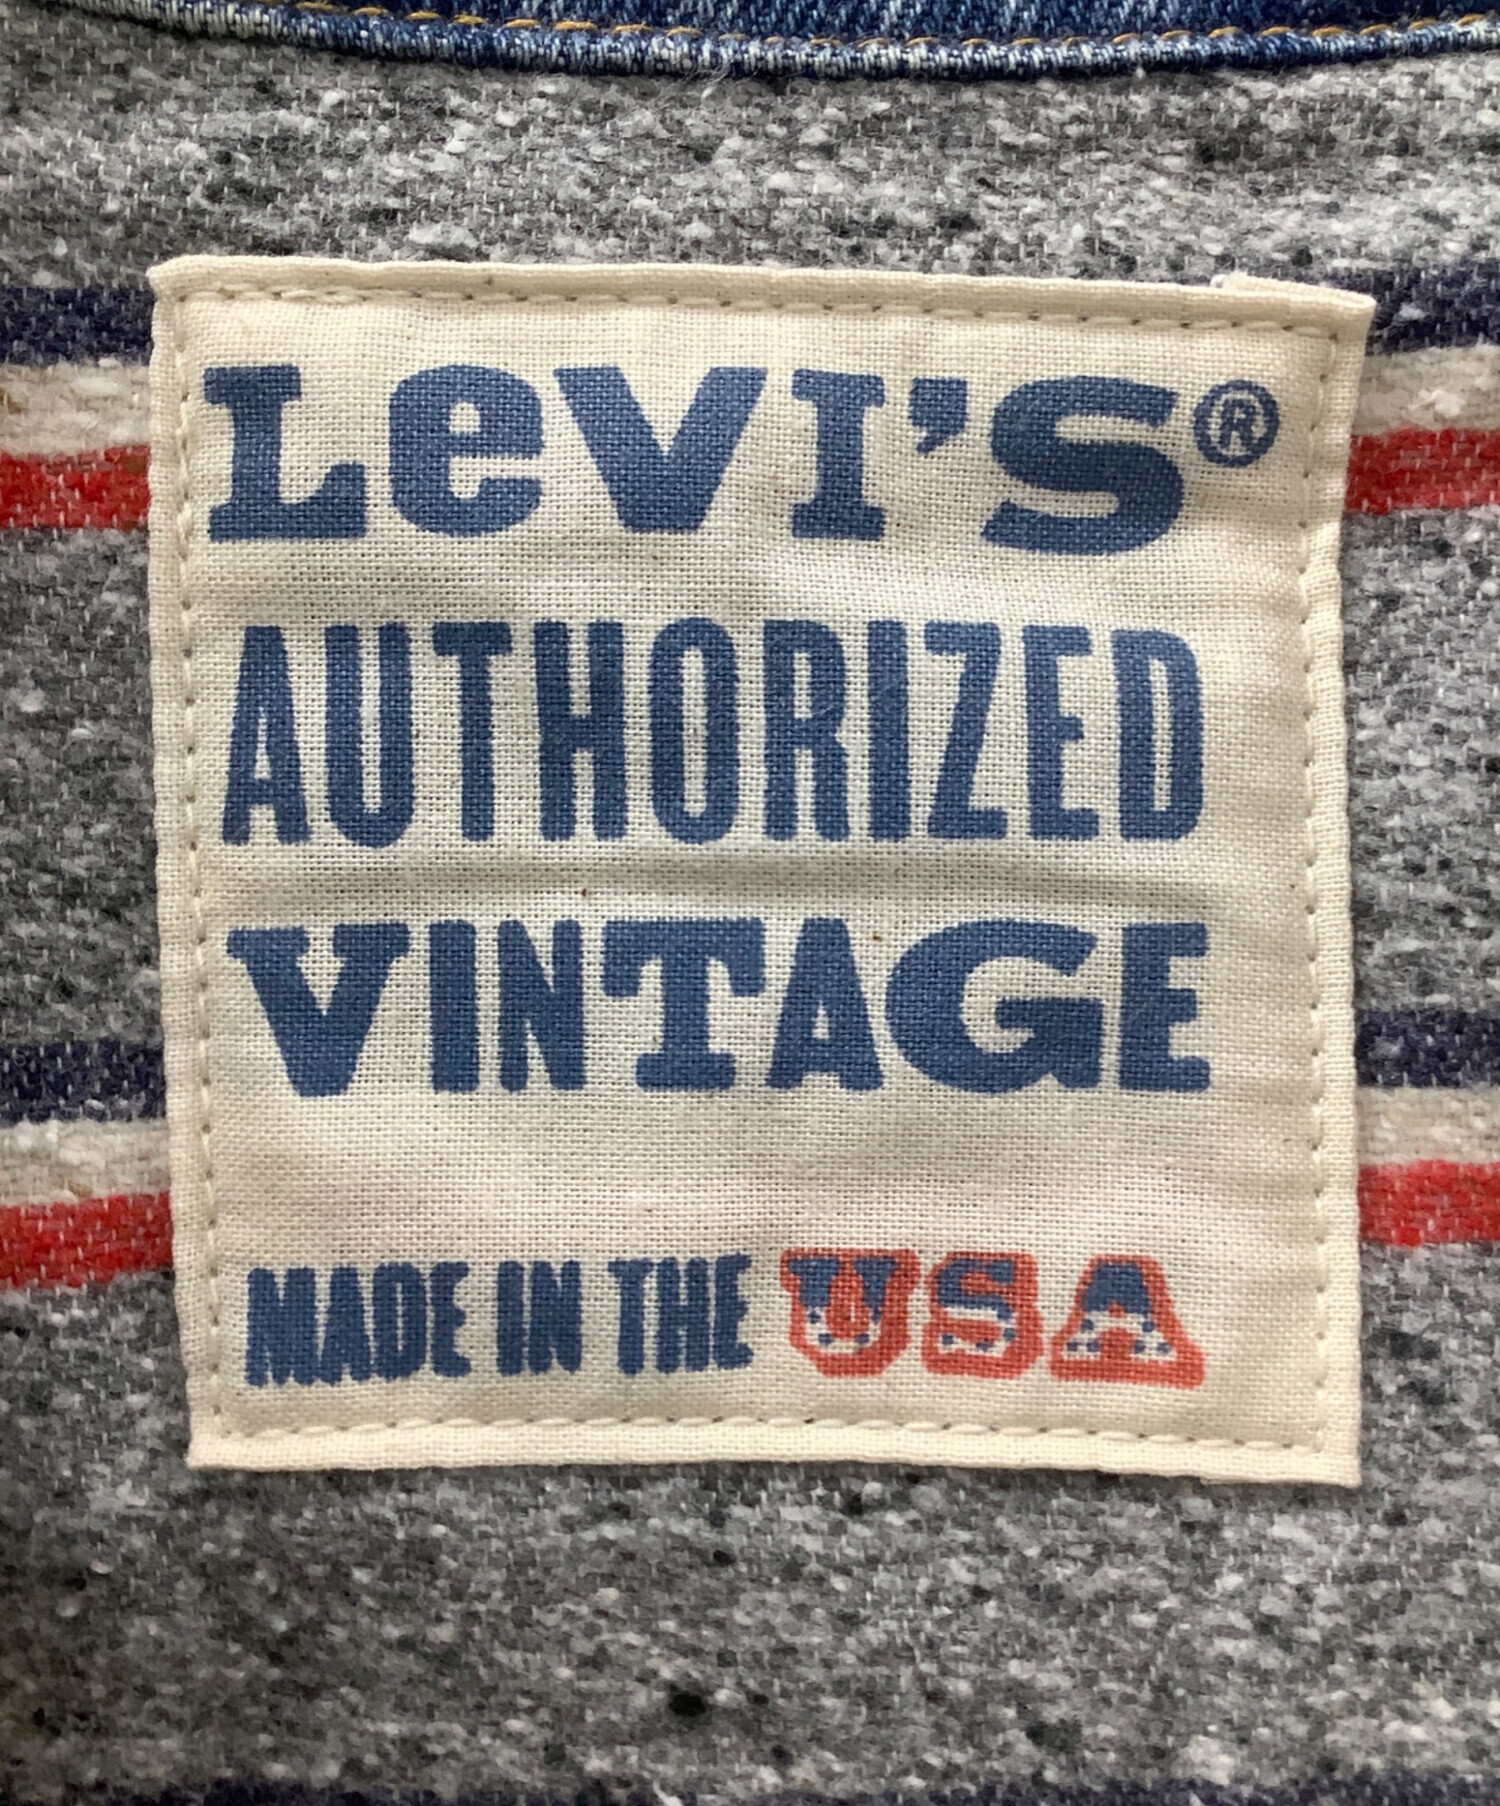 LeVI'S®
AUTHORIZED
VINTAGE
MADE IN THE USA